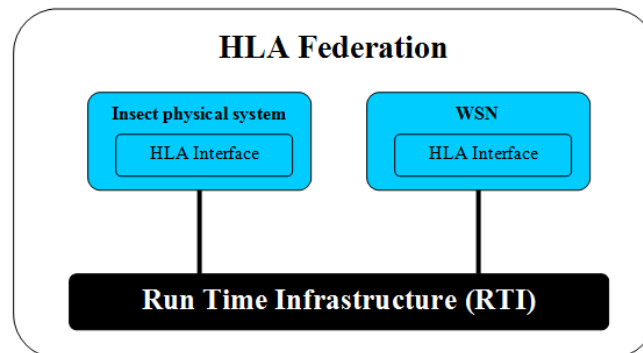 HLA Federation
Insect physical system
HLA Interface
WSN
HLA Interface
Run Time Infrastructure (RTI)